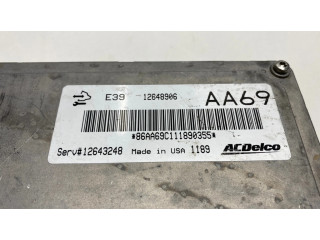 E39 12648906 AA69
*86AA69C111890355*
Serv#12643248 Made in USA 1189 ACDelco